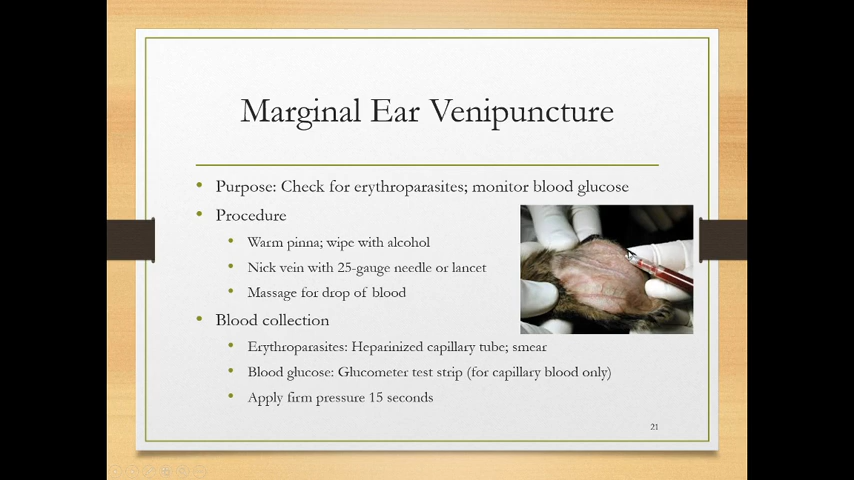 Marginal Ear Venipuncture
• Purpose: Check for erythroparasites; monitor blood glucose
• Procedure
• Warm pinna; wipe with alcohol
• Nick vein with 25-gauge needle or lancet
• Massage for drop of blood
• Blood collection
• Erythroparasites: Heparinized capillary tube; smear
• Blood glucose: Glucometer test strip (for capillary blood only)
• Apply firm pressure 15 seconds
21